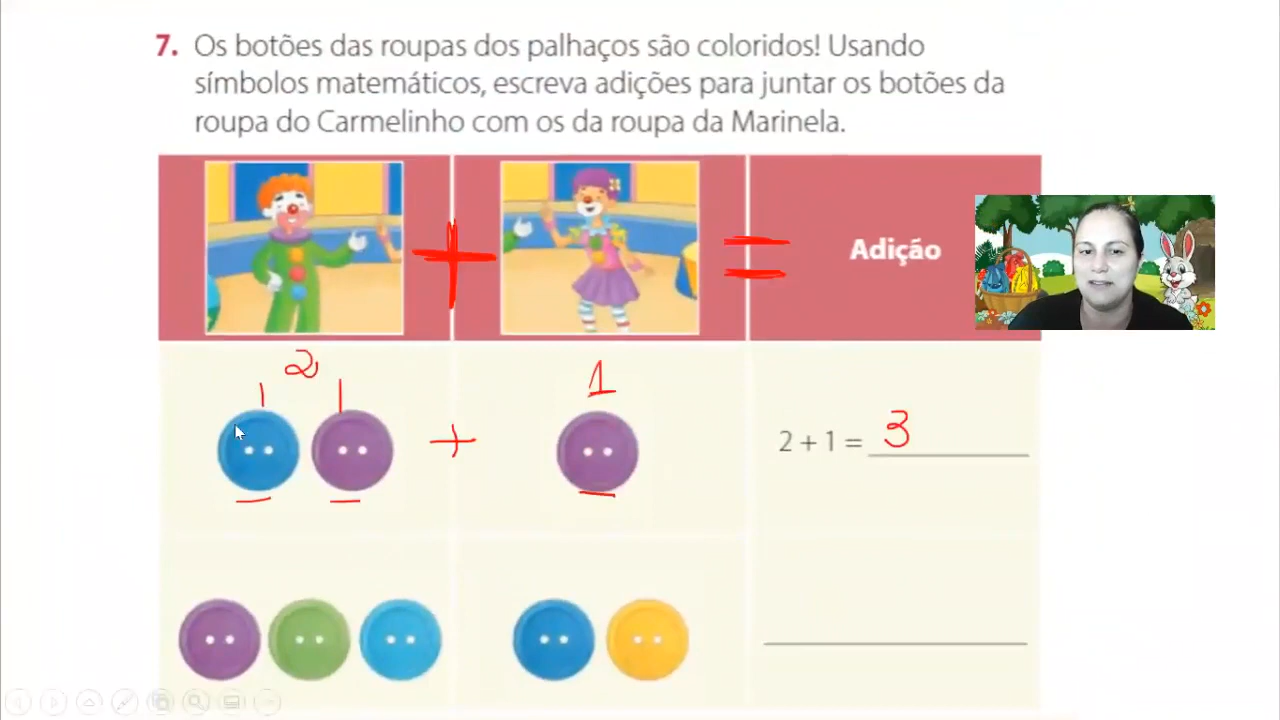 7. Os botões das roupas dos palhaços são coloridos! Usando
símbolos matemáticos, escreva adições para juntar os botões da
roupa do Carmelinho com os da roupa da Marinela.
+ = Adição
2 1
1 1
+ 2 + 1 = 3